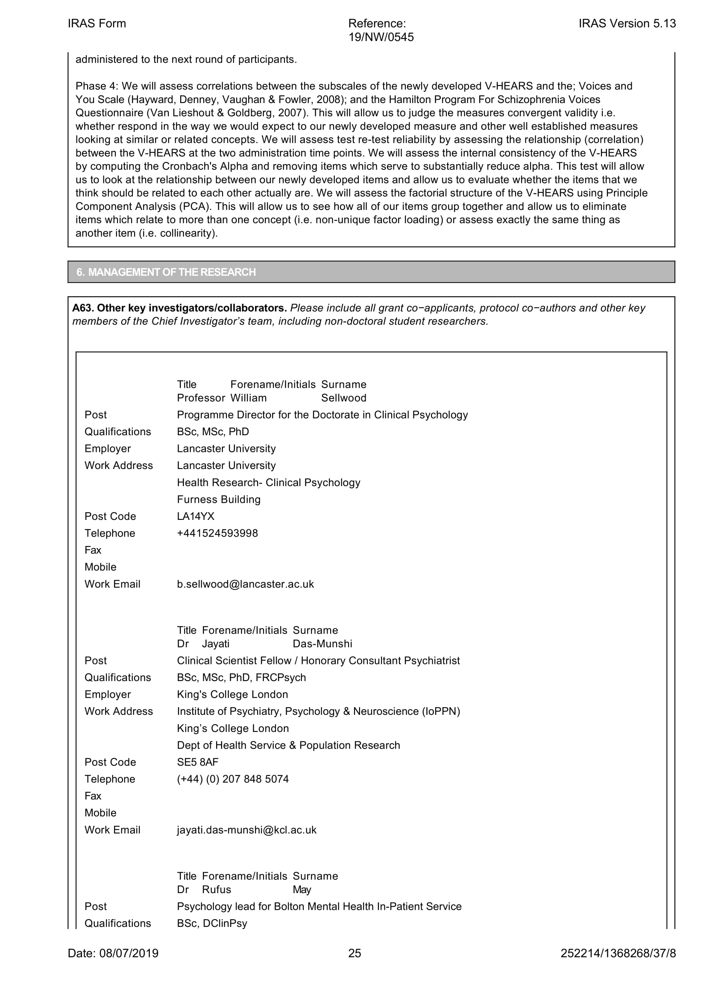 IRAS Form
Reference:
19/NW/0545
IRAS Version 5.13
administered to the next round of participants.
Phase 4: We will assess correlations between the subscales of the newly developed V-HEARS and the; Voices and
You Scale (Hayward, Denney, Vaughan & Fowler, 2008); and the Hamilton Program For Schizophrenia Voices
Questionnaire (Van Lieshout & Goldberg, 2007). This will allow us to judge the measures convergent validity i.e.
whether respond in the way we would expect to our newly developed measure and other well established measures
looking at similar or related concepts. We will assess test re-test reliability by assessing the relationship (correlation)
between the V-HEARS at the two administration time points. We will assess the internal consistency of the V-HEARS
by computing the Cronbach's Alpha and removing items which serve to substantially reduce alpha. This test will allow
us to look at the relationship between our newly developed items and allow us to evaluate whether the items that we
think should be related to each other actually are. We will assess the factorial structure of the V-HEARS using Principle
Component Analysis (PCA). This will allow us to see how all of our items group together and allow us to eliminate
items which relate to more than one concept (i.e. non-unique factor loading) or assess exactly the same thing as
another item (i.e. collinearity).
6. MANAGEMENT OF THE RESEARCH
A63. Other key investigators/collaborators. Please include all grant co−applicants, protocol co−authors and other key
members of the Chief Investigator’s team, including non-doctoral student researchers.
Title Forename/Initials Surname
Professor William Sellwood
Post Programme Director for the Doctorate in Clinical Psychology
Qualifications BSc, MSc, PhD
Employer Lancaster University
Work Address Lancaster University
Health Research- Clinical Psychology
Furness Building
Post Code LA14YX
Telephone +441524593998
Fax
Mobile
Work Email b.sellwood@lancaster.ac.uk
Title Forename/Initials Surname
Dr Jayati Das-Munshi
Post Clinical Scientist Fellow / Honorary Consultant Psychiatrist
Qualifications BSc, MSc, PhD, FRCPsych
Employer King's College London
Work Address Institute of Psychiatry, Psychology & Neuroscience (IoPPN)
King’s College London
Dept of Health Service & Population Research
Post Code SE5 8AF
Telephone (+44) (0) 207 848 5074
Fax
Mobile
Work Email jayati.das-munshi@kcl.ac.uk
Title Forename/Initials Surname
Dr Rufus May
Post Psychology lead for Bolton Mental Health In-Patient Service
Qualifications BSc, DClinPsy
Date: 08/07/2019
25
252214/1368268/37/8